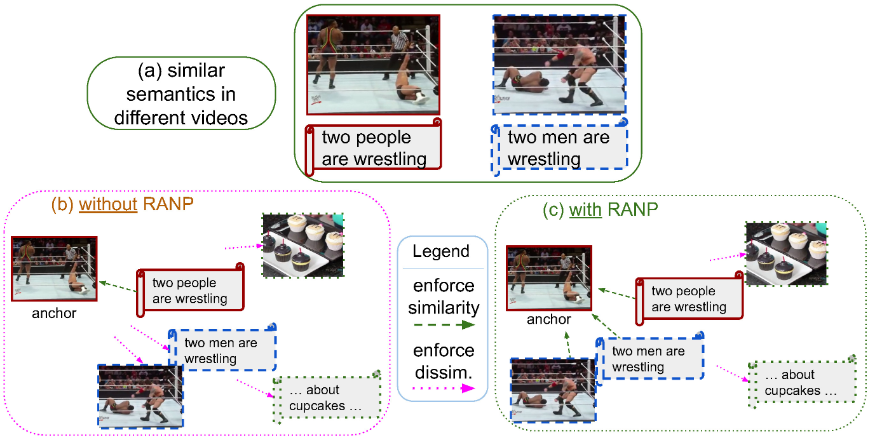 (a) similar
semantics in
different videos
two people
are wrestling
two men are
wrestling
(b) without RANP
two people
are wrestling
anchor
two men are
wrestling
... about
cupcakes ...
Legend
enforce
similarity
enforce
dissim.
(c) with RANP
two people
are wrestling
anchor
two men are
wrestling
... about
cupcakes ...